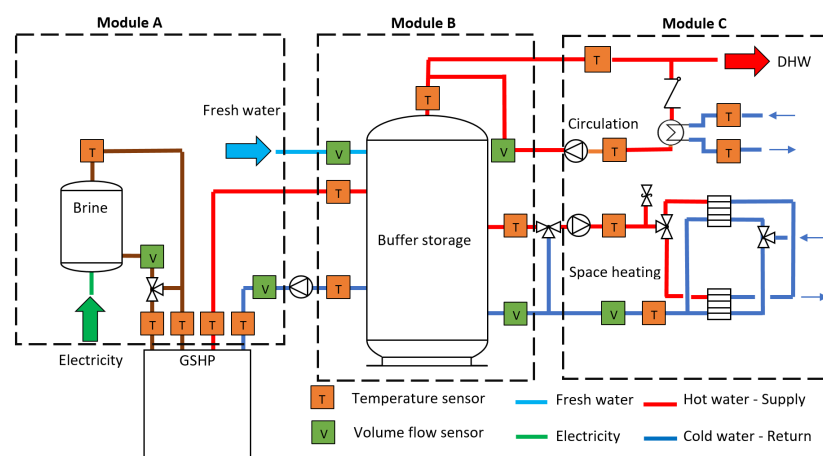 Module A
Module B
Module C
T
DHW
T
Fresh water
Circulation
T
V
V
T
T
T
T
Brine
T
Buffer storage
T
T
V
Space heating
V
T
V
V
T
T
T
T
T
Electricity
GSHP
T
Temperature sensor
Fresh water
Hot water - Supply
V
Volume flow sensor
Electricity
Cold water - Return